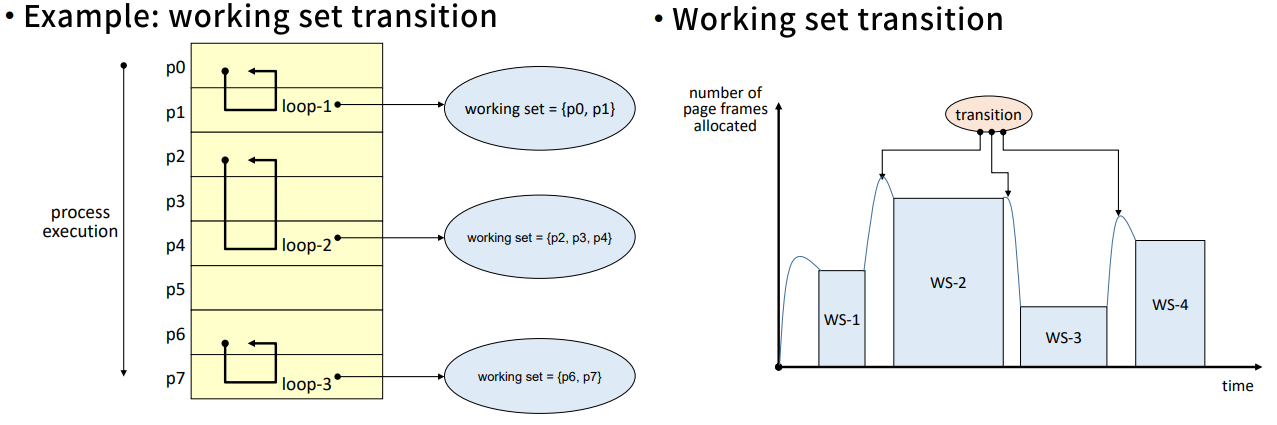 • Example: working set transition
p0
p1
p2
p3
p4
p5
p6
p7
process
execution
loop-1
loop-2
loop-3
working set = {p0, p1}
working set = {p2, p3, p4}
working set = {p6, p7}
• Working set transition
number of
page frames
allocated
transition
WS-1
WS-2
WS-3
WS-4
time